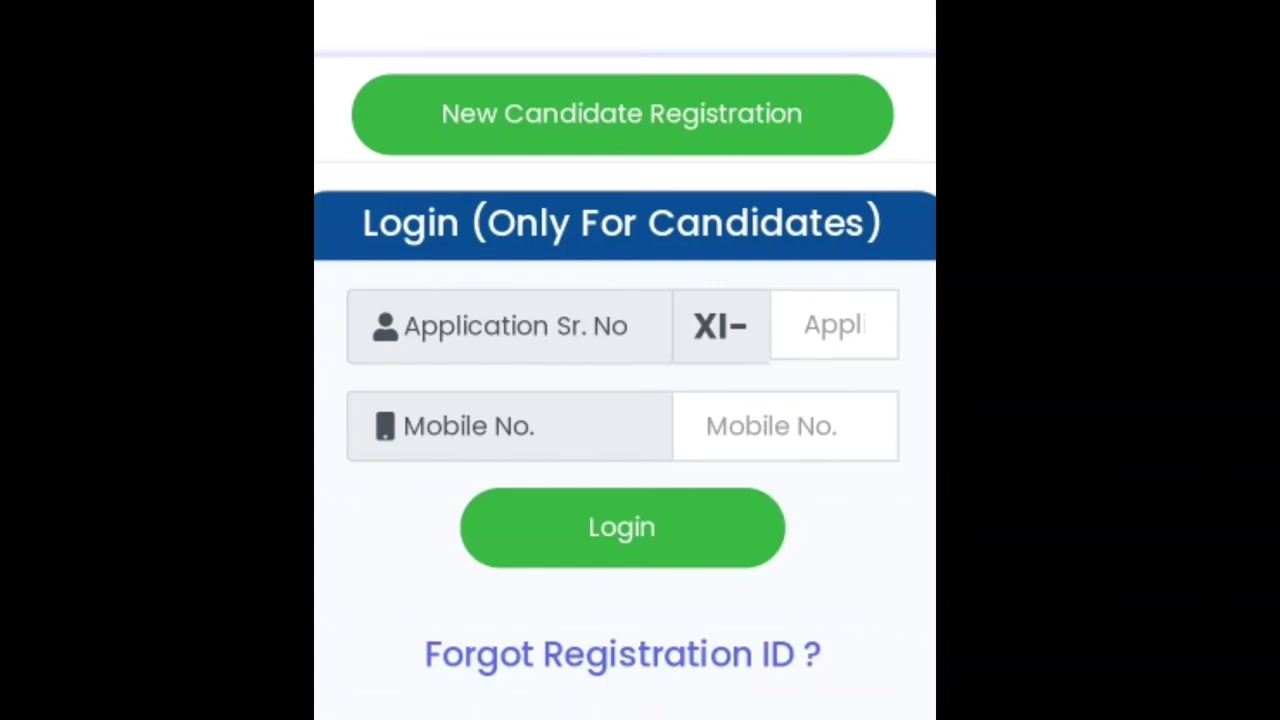 New Candidate Registration
Login (Only For Candidates)
Application Sr. No XI- Appli
Mobile No. Mobile No.
Login
Forgot Registration ID ?